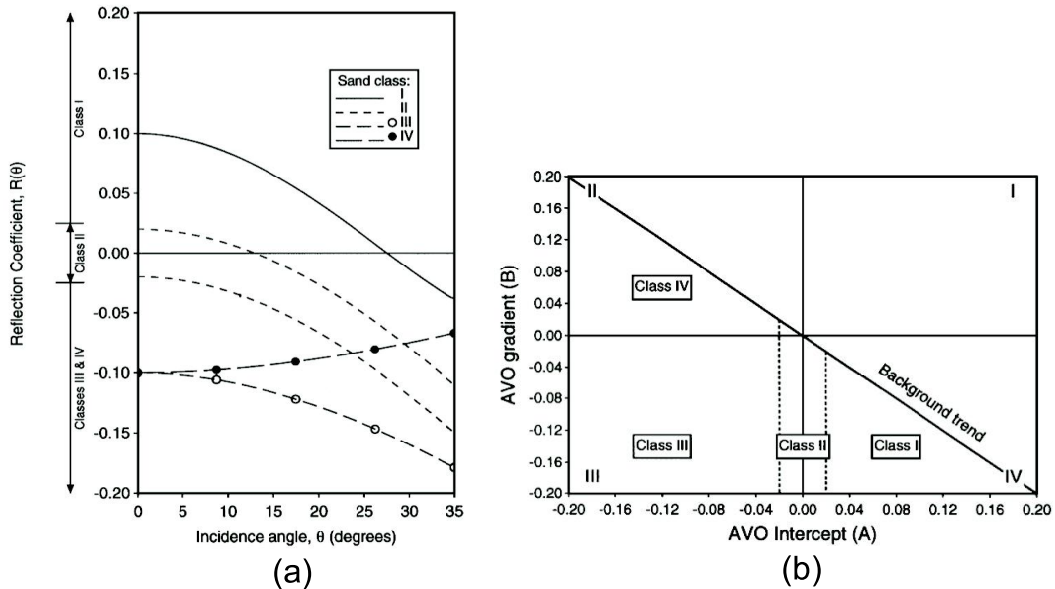 0.20
0.15
0.10
0.05
0.00
-0.05
-0.10
-0.15
-0.20
0 5 10 15 20 25 30 35
Incidence angle, θ (degrees)
Reflection Coefficient, R(θ)
Class I
Class II
Classes III & IV
Sand class:
I
II
III
IV
(a)
0.20
0.16
0.12
0.08
0.04
0.00
-0.04
-0.08
-0.12
-0.16
-0.20
-0.20 -0.16 -0.12 -0.08 -0.04 0.00 0.04 0.08 0.12 0.16 0.20
AVO Intercept (A)
AVO gradient (B)
II
I
Class IV
Background trend
Class III
Class II
Class I
III
IV
(b)